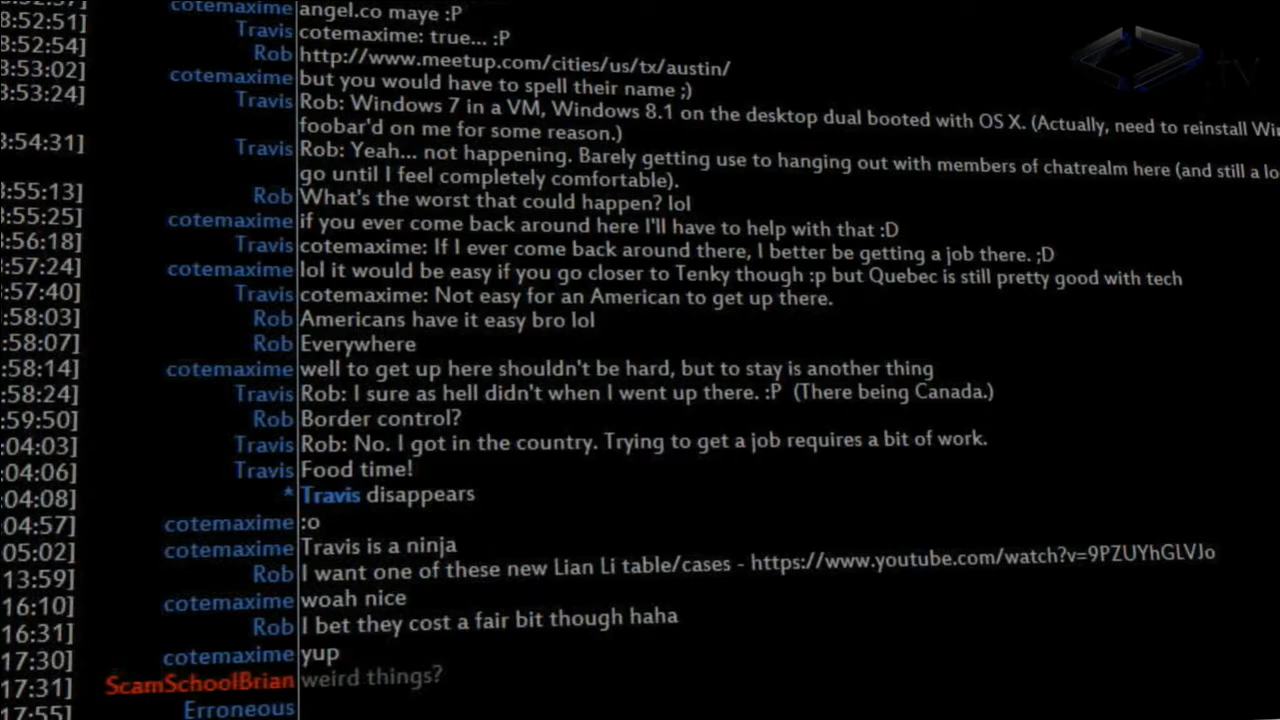 cotemaxime angel.co maye :P
8:52:51] Travis cotemaxime: true... :P
8:52:54] Rob http://www.meetup.com/cities/us/tx/austin/
8:53:02] cotemaxime but you would have to spell their name ;)
8:53:24] Travis Rob: Windows 7 in a VM, Windows 8.1 on the desktop dual booted with OS X. (Actually, need to reinstall Wi
foobar'd on me for some reason.)
8:54:31] Travis Rob: Yeah... not happening. Barely getting use to hanging out with members of chatrealm here (and still a lo
go until I feel completely comfortable).
:55:13] Rob What's the worst that could happen? lol
:55:25] cotemaxime if you ever come back around here I'll have to help with that :D
:56:18] Travis cotemaxime: If I ever come back around there, I better be getting a job there. ;D
:57:24] cotemaxime lol it would be easy if you go closer to Tenky though :p but Quebec is still pretty good with tech
:57:40] Travis cotemaxime: Not easy for an American to get up there.
:58:03] Rob Americans have it easy bro lol
:58:07] Rob Everywhere
:58:14] cotemaxime well to get up here shouldn't be hard, but to stay is another thing
:58:24] Travis Rob: I sure as hell didn't when I went up there. :P (There being Canada.)
:59:50] Rob Border control?
:04:03] Travis Rob: No. I got in the country. Trying to get a job requires a bit of work.
:04:06] Travis Food time!
:04:08] * Travis disappears
04:57] cotemaxime :o
05:02] cotemaxime Travis is a ninja
13:59] Rob I want one of these new Lian Li table/cases - https://www.youtube.com/watch?v=9PZUYhGLVJo
16:10] cotemaxime woah nice
16:31] Rob I bet they cost a fair bit though haha
17:30] cotemaxime yup
17:31] ScamSchoolBrian weird things?
17:55] Erroneous
.tv